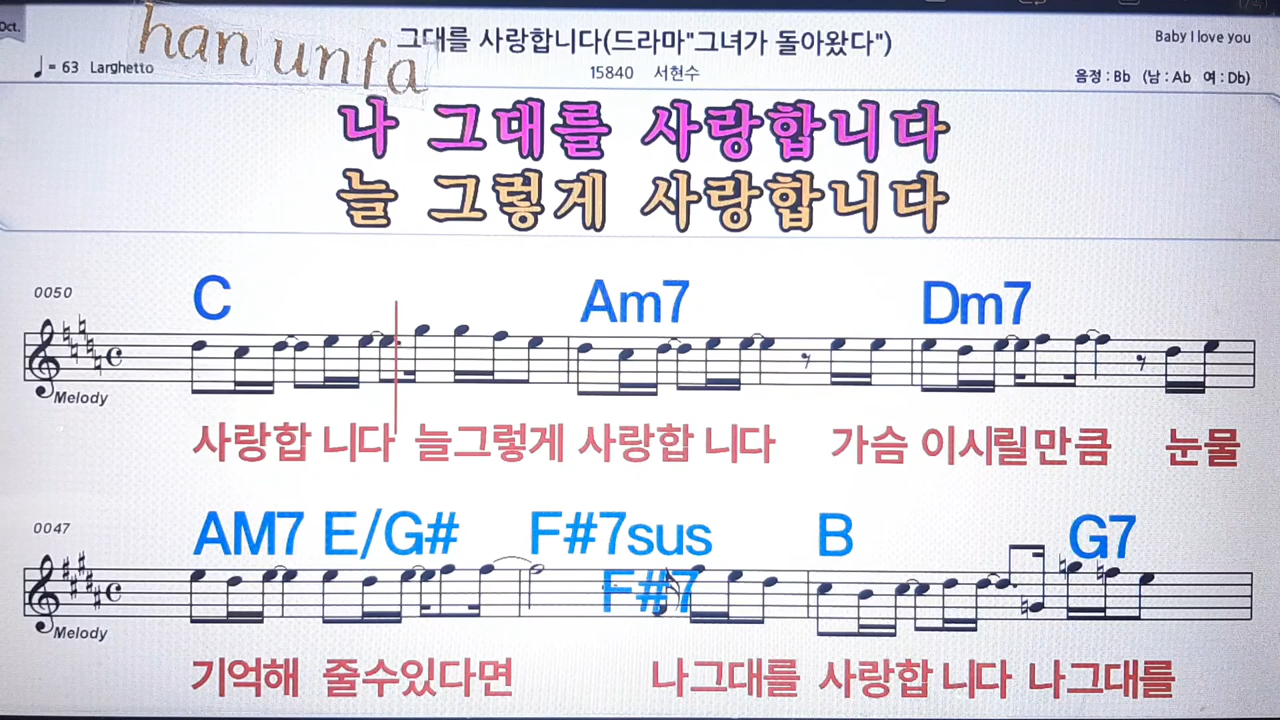 Oct.
han unfa
그대를 사랑합니다(드라마"그녀가 돌아왔다")
Baby I love you
♩= 63 Larghetto
15840 서현수
음정 : Bb (남 : Ab 여 : Db)
나 그대를 사랑합니다
늘 그렇게 사랑합니다
0050
C Am7 Dm7
Melody
사랑합 니다 늘그렇게 사랑합 니다 가슴 이시릴만큼 눈물
0047
AM7 E/G# F#7sus B G7
F#7
Melody
기억해 줄수있다면 나그대를 사랑합 니다 나그대를